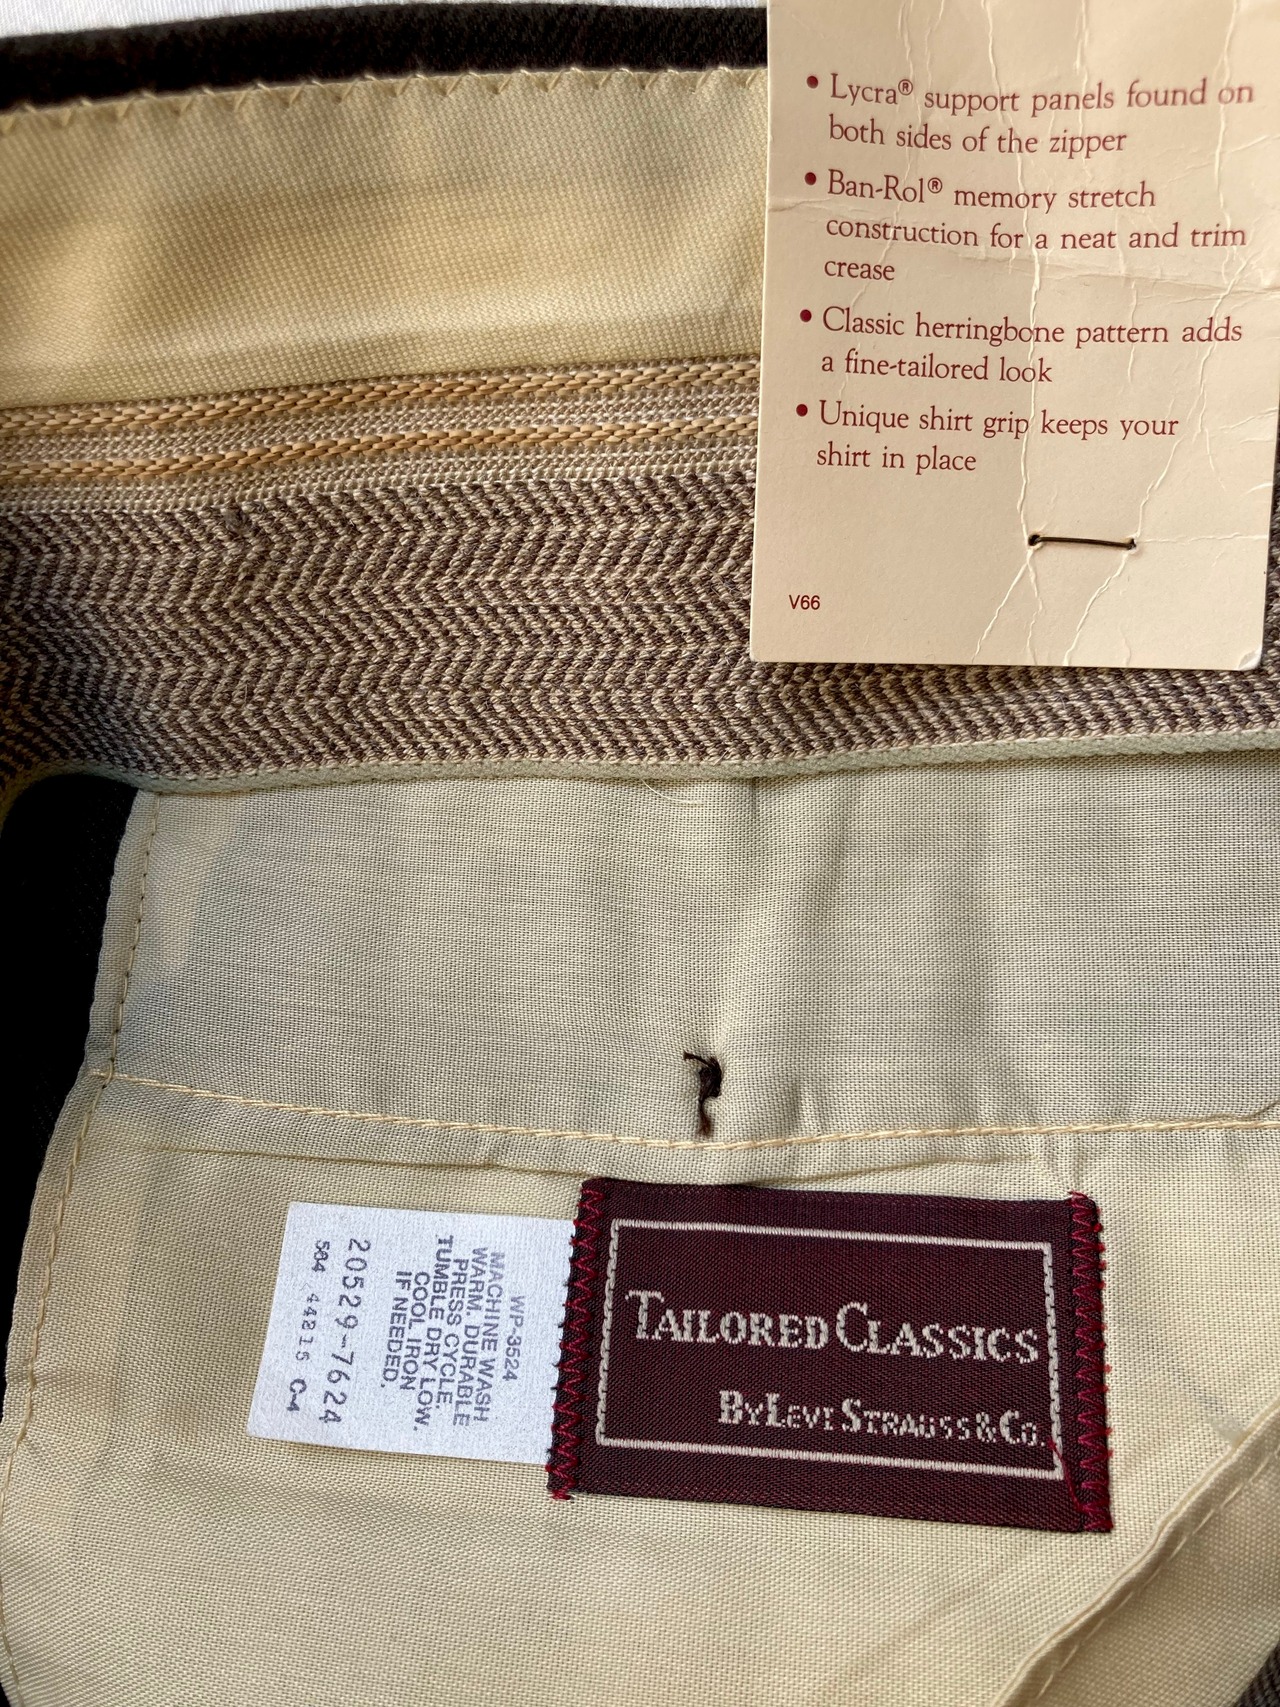 • Lycra® support panels found on
both sides of the zipper
• Ban-Rol® memory stretch
construction for a neat and trim
crease
• Classic herringbone pattern adds
a fine-tailored look
• Unique shirt grip keeps your
shirt in place
V66
WP-3524
MACHINE WASH
WARM. DURABLE
PRESS CYCLE.
TUMBLE DRY LOW.
COOL IRON
IF NEEDED.
20529-7624
504 44215 C-4
TAILORED CLASSICS
BY LEVI STRAUSS & CO.